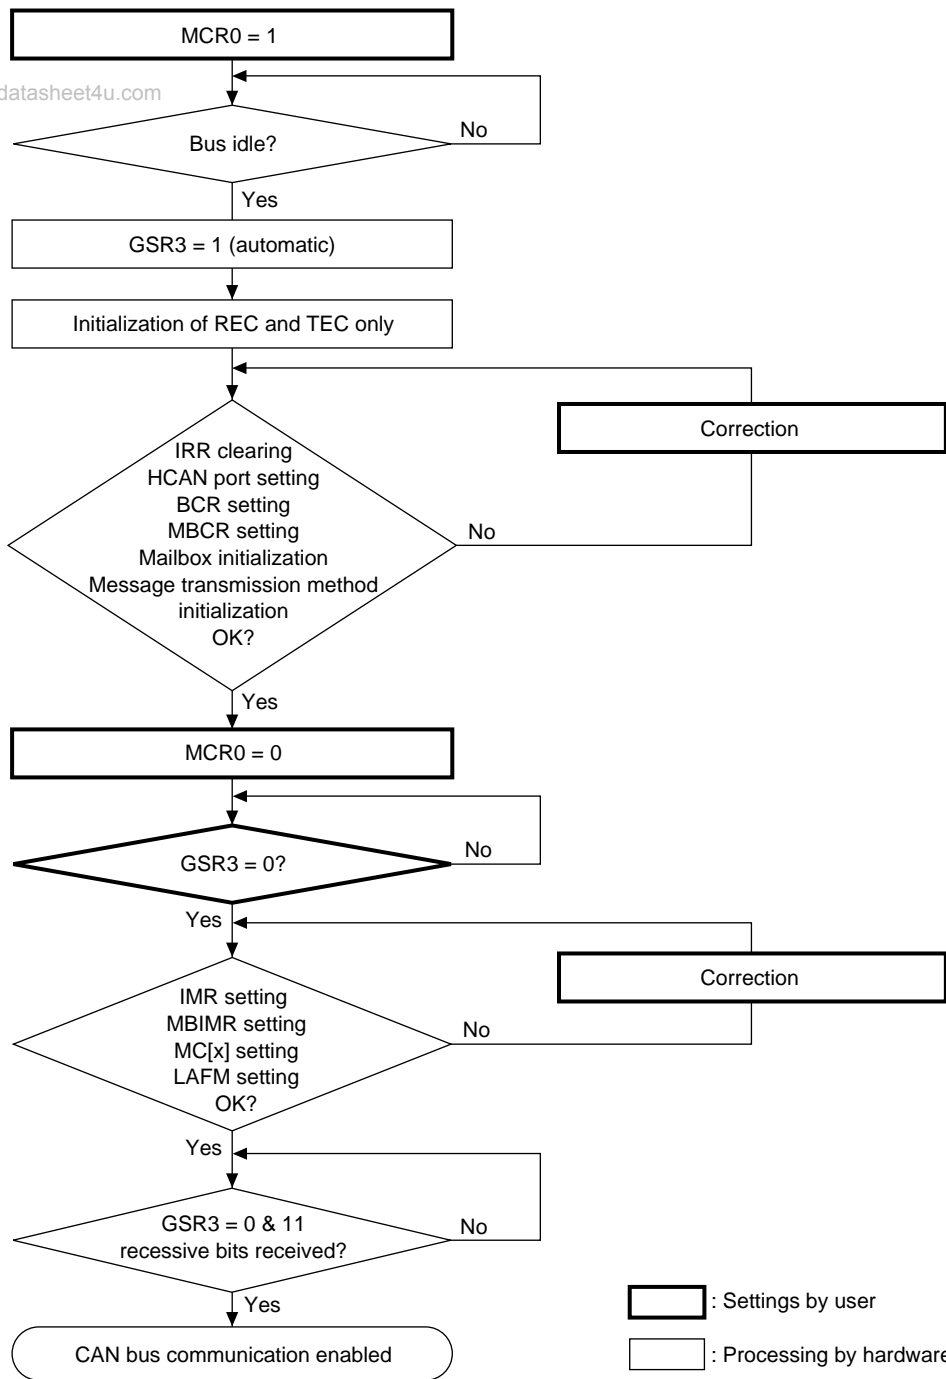 MCR0 = 1
datasheet4u.com
Bus idle?
No
Yes
GSR3 = 1 (automatic)
Initialization of REC and TEC only
Correction
IRR clearing
HCAN port setting
BCR setting
MBCR setting
Mailbox initialization
Message transmission method
initialization
OK?
No
Yes
MCR0 = 0
GSR3 = 0?
No
Yes
Correction
IMR setting
MBIMR setting
MC[x] setting
LAFM setting
OK?
No
Yes
GSR3 = 0 & 11
recessive bits received?
No
Yes
CAN bus communication enabled
: Settings by user
: Processing by hardware